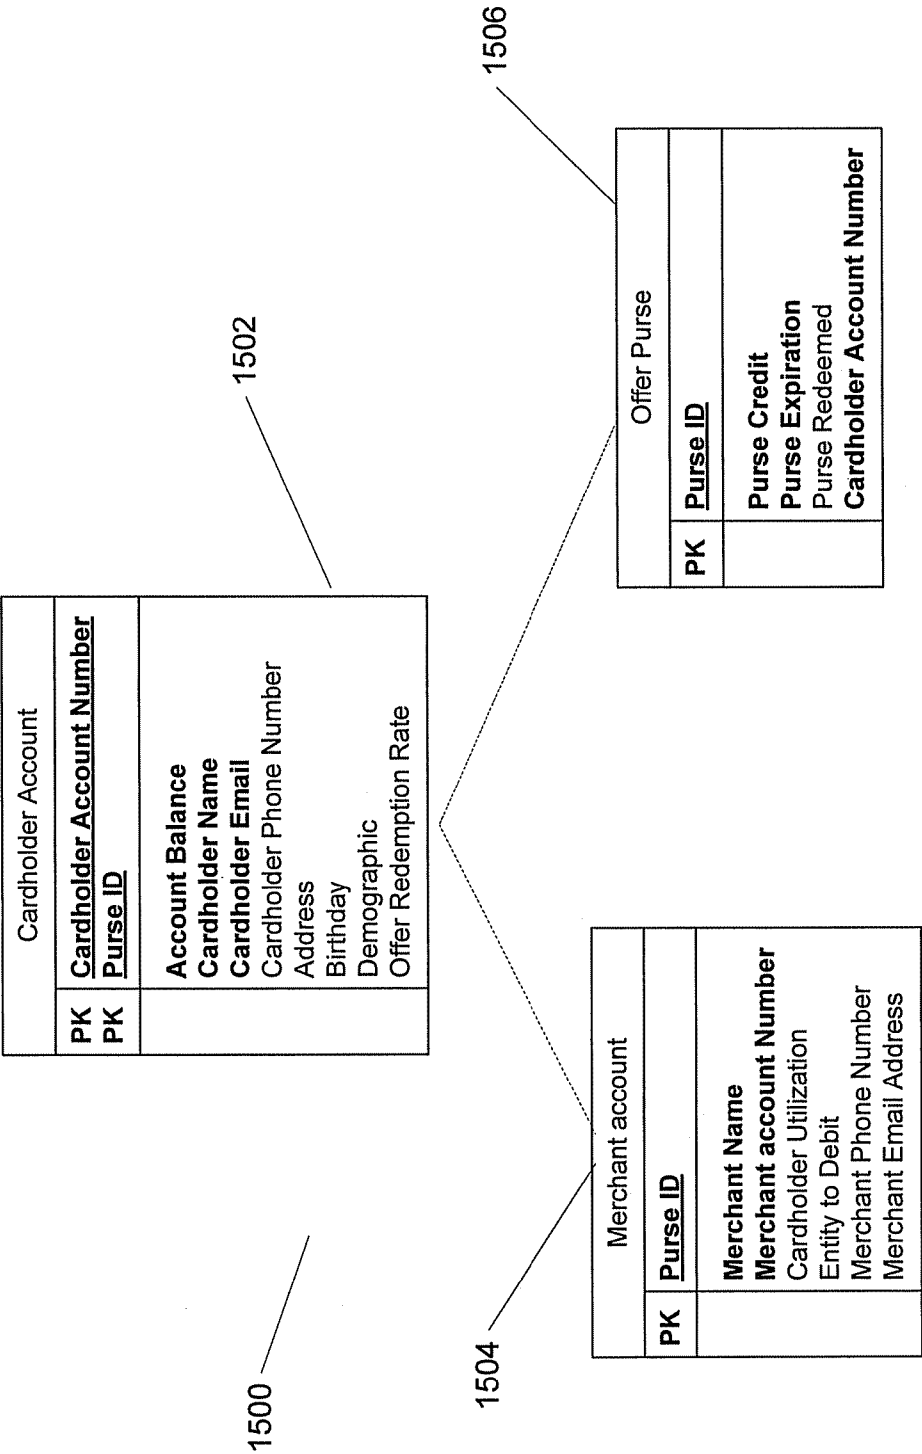 1500
Cardholder Account
PK Cardholder Account Number
PK Purse ID
Account Balance
Cardholder Name
Cardholder Email
Cardholder Phone Number
Address
Birthday
Demographic
Offer Redemption Rate
1502
1504
Merchant account
PK Purse ID
Merchant Name
Merchant account Number
Cardholder Utilization
Entity to Debit
Merchant Phone Number
Merchant Email Address
1506
Offer Purse
PK Purse ID
Purse Credit
Purse Expiration
Purse Redeemed
Cardholder Account Number